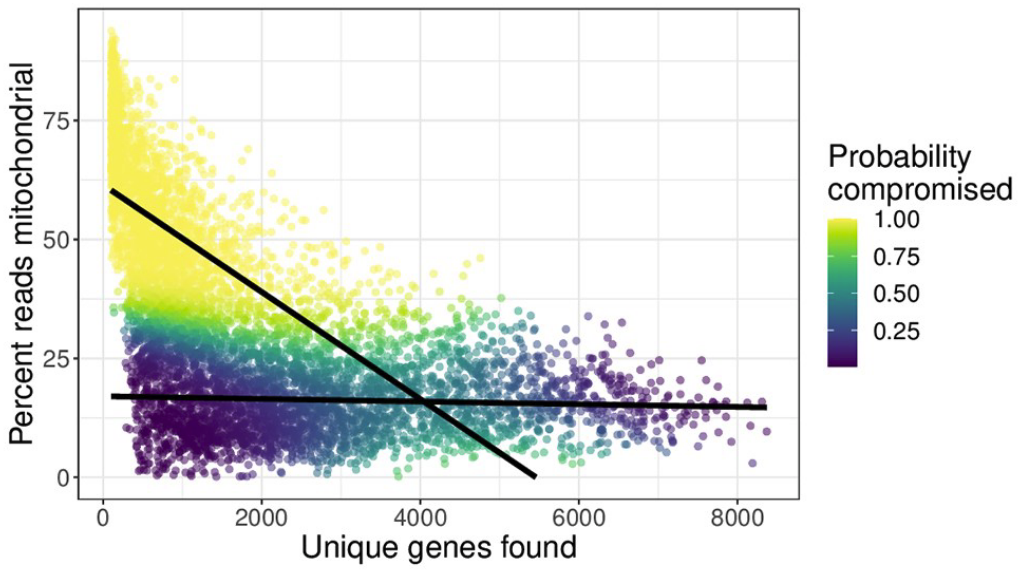 Percent reads mitochondrial
75
50
25
0
0 2000 4000 6000 8000
Unique genes found
Probability
compromised
1.00
0.75
0.50
0.25